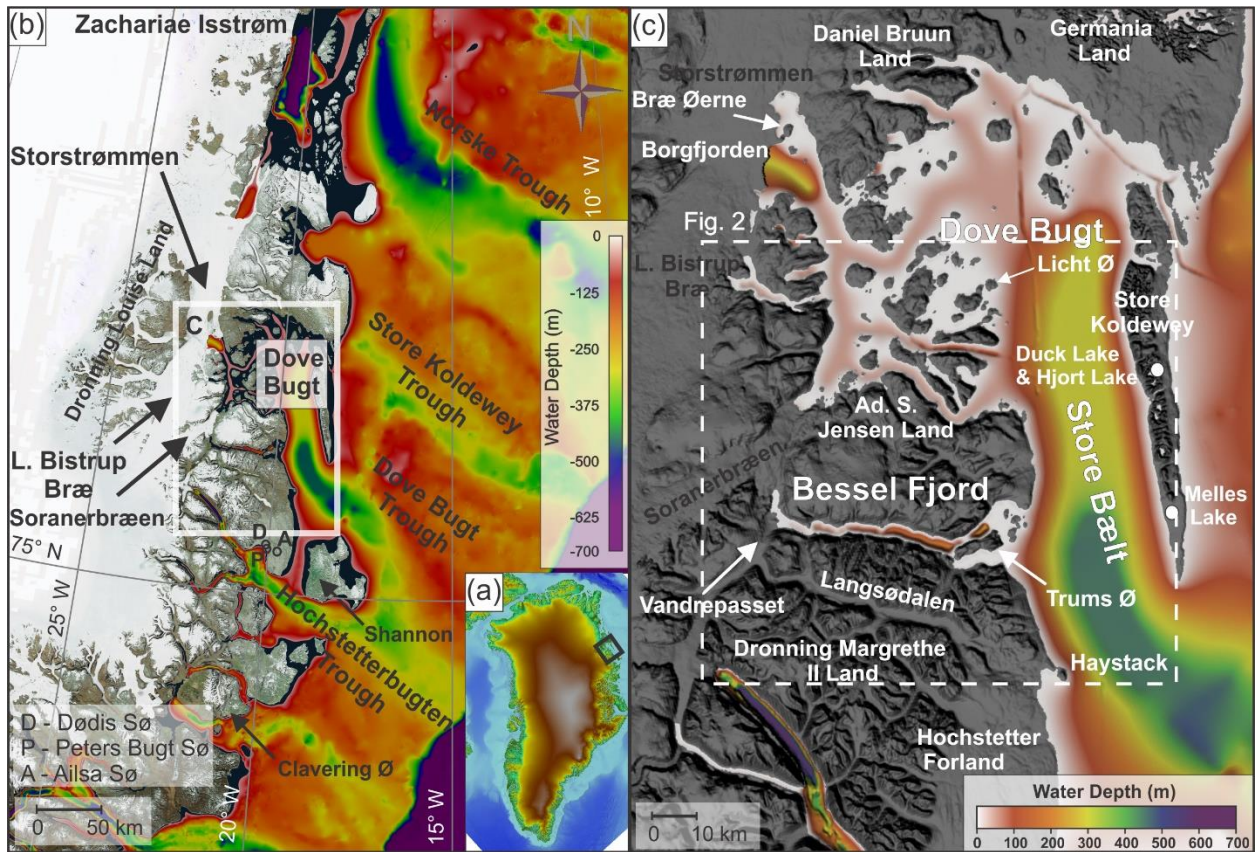 (b)
Zachariae Isstrøm
N
Storstrømmen
Norske Trough
10° W
Dronning Louise Land
C
Dove
Bugt
Water Depth (m)
0
-125
-250
-375
-500
-625
-700
Store Koldewey
Trough
L. Bistrup
Bræ
Soranerbræen
Dove Bugt
Trough
75° N
D
A
P
25° W
Hochstetterbugten
Trough
Shannon
(a)
D - Dødis Sø
P - Peters Bugt Sø
A - Ailsa Sø
Clavering Ø
0 50 km
20° W
15° W
(c)
Daniel Bruun
Land
Germania
Land
Storstrømmen
Bræ Øerne
Borgfjorden
Fig. 2
Dove Bugt
L. Bistrup
Bræ
Licht Ø
Store
Koldewey
Duck Lake
& Hjort Lake
Ad. S.
Jensen Land
Store Bælt
Soranerbræen
Bessel Fjord
Melles
Lake
Langsødalen
Vandrepasset
Trums Ø
Dronning Margrethe
II Land
Haystack
Hochstetter
Forland
0 10 km
Water Depth (m)
0 100 200 300 400 500 600 700